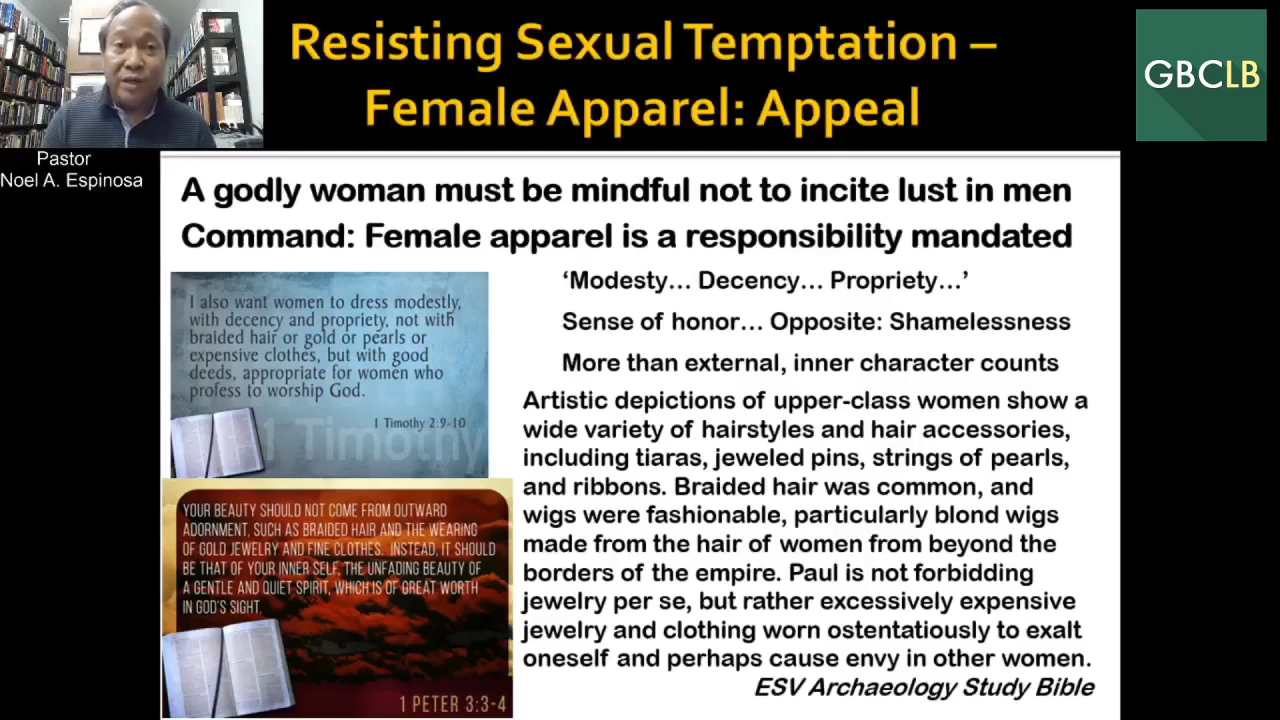 Resisting Sexual Temptation –
Female Apparel: Appeal
GBCLB
Pastor
Noel A. Espinosa
A godly woman must be mindful not to incite lust in men
Command: Female apparel is a responsibility mandated
‘Modesty… Decency… Propriety…’
Sense of honor… Opposite: Shamelessness
More than external, inner character counts
I also want women to dress modestly,
with decency and propriety, not with
braided hair or gold or pearls or
expensive clothes, but with good
deeds, appropriate for women who
profess to worship God.
1 Timothy 2:9-10
1 Timothy
YOUR BEAUTY SHOULD NOT COME FROM OUTWARD
ADORNMENT, SUCH AS BRAIDED HAIR AND THE WEARING
OF GOLD JEWELRY AND FINE CLOTHES. INSTEAD, IT SHOULD
BE THAT OF YOUR INNER SELF, THE UNFADING BEAUTY OF
A GENTLE AND QUIET SPIRIT, WHICH IS OF GREAT WORTH
IN GOD'S SIGHT.
1 PETER 3:3-4
Artistic depictions of upper-class women show a
wide variety of hairstyles and hair accessories,
including tiaras, jeweled pins, strings of pearls,
and ribbons. Braided hair was common, and
wigs were fashionable, particularly blond wigs
made from the hair of women from beyond the
borders of the empire. Paul is not forbidding
jewelry per se, but rather excessively expensive
jewelry and clothing worn ostentatiously to exalt
oneself and perhaps cause envy in other women.
ESV Archaeology Study Bible